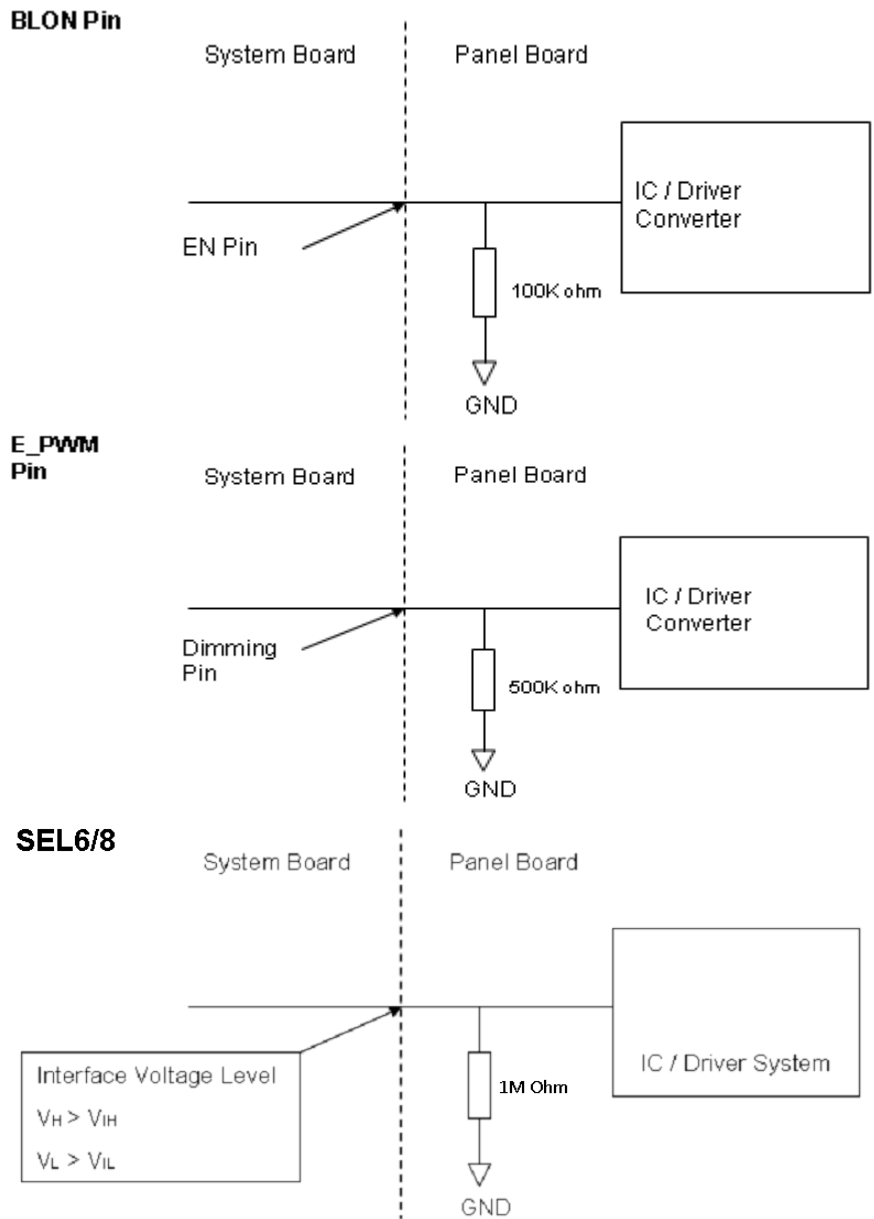 BLON Pin
System Board
Panel Board
IC / Driver
Converter
EN Pin
100K ohm
GND
E_PWM
Pin
System Board
Panel Board
IC / Driver
Converter
Dimming
Pin
500K ohm
GND
SEL6/8
System Board
Panel Board
Interface Voltage Level
VH > VIH
VL > VIL
1M Ohm
IC / Driver System
GND